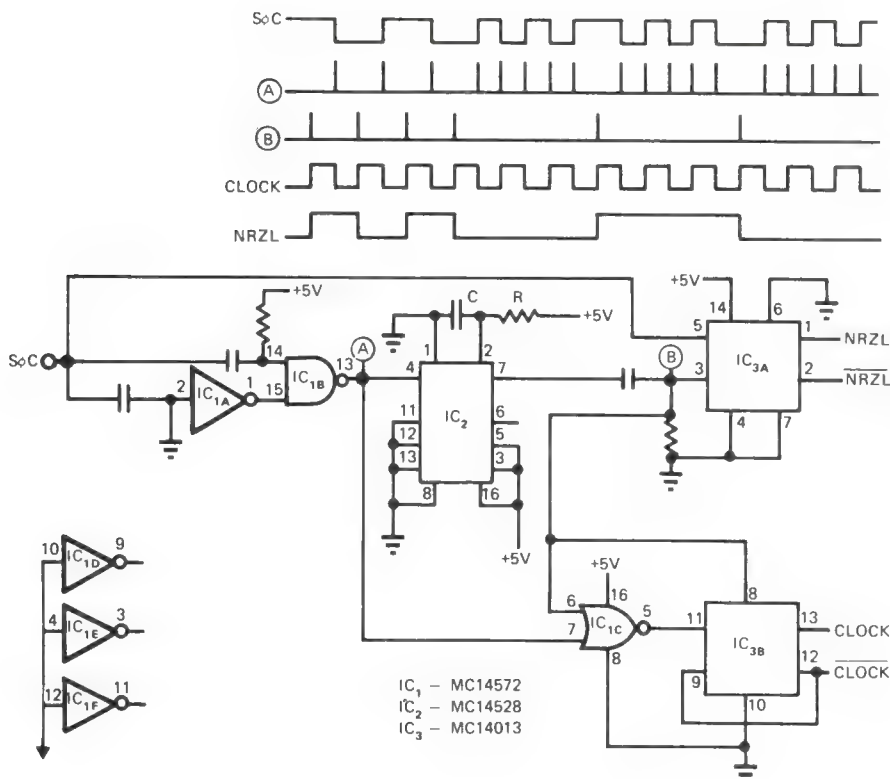 SφC
A
B
CLOCK
NRZL
+5V
C R
+5V
+5V
14 6
5 1 NRZL
IC3A
3 2 NRZL
4 7
A
14
13
SφC
2 1 15
IC1A
IC1B
1 2
4 7
11 6
12 IC2 5
13 3
8 16
+5V
B
10 9
IC1D
4 3
IC1E
12 11
IC1F
+5V
16
6 5
7 IC1C
8
8
11 13 CLOCK
IC3B
9 12 CLOCK
10
IC1 – MC14572
IC2 – MC14528
IC3 – MC14013